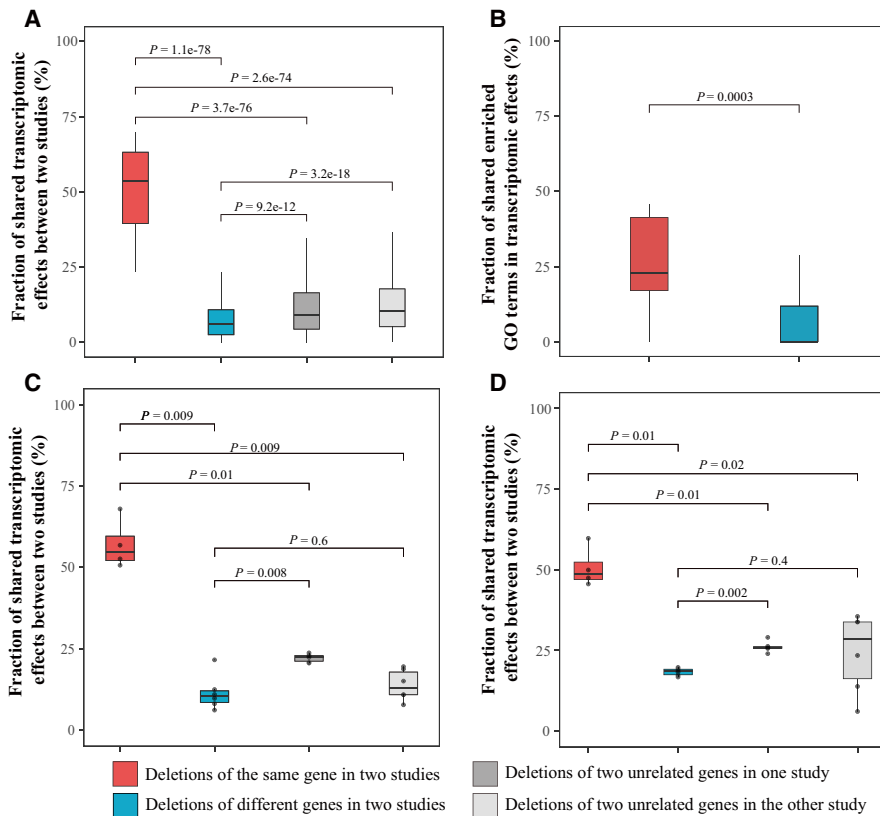 A
Fraction of shared transcriptomic
effects between two studies (%)
100
75
50
25
0
P = 1.1e-78
P = 2.6e-74
P = 3.7e-76
P = 3.2e-18
P = 9.2e-12
B
Fraction of shared enriched
GO terms in transcriptomic effects (%)
100
75
50
25
0
P = 0.0003
C
Fraction of shared transcriptomic
effects between two studies (%)
100
75
50
25
0
P = 0.009
P = 0.009
P = 0.01
P = 0.6
P = 0.008
D
Fraction of shared transcriptomic
effects between two studies (%)
100
75
50
25
0
P = 0.01
P = 0.02
P = 0.01
P = 0.4
P = 0.002
Deletions of the same gene in two studies
Deletions of different genes in two studies
Deletions of two unrelated genes in one study
Deletions of two unrelated genes in the other study